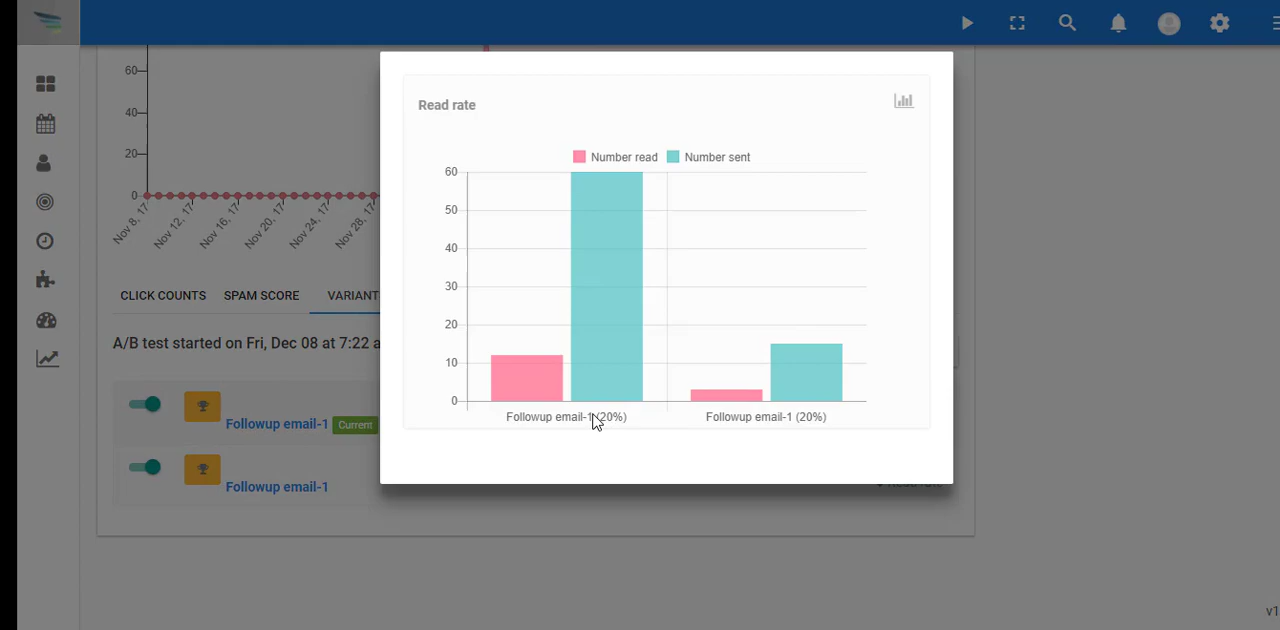 60
40
20
0
Nov 8, 17
Nov 12, 17
Nov 16, 17
Nov 20, 17
Nov 24, 17
Nov 28, 17
CLICK COUNTS SPAM SCORE VARIANT
A/B test started on Fri, Dec 08 at 7:22 a
Followup email-1 Current
Followup email-1
Read rate
Number read Number sent
60
50
40
30
20
10
0
Followup email-1 (20%) Followup email-1 (20%)
v1